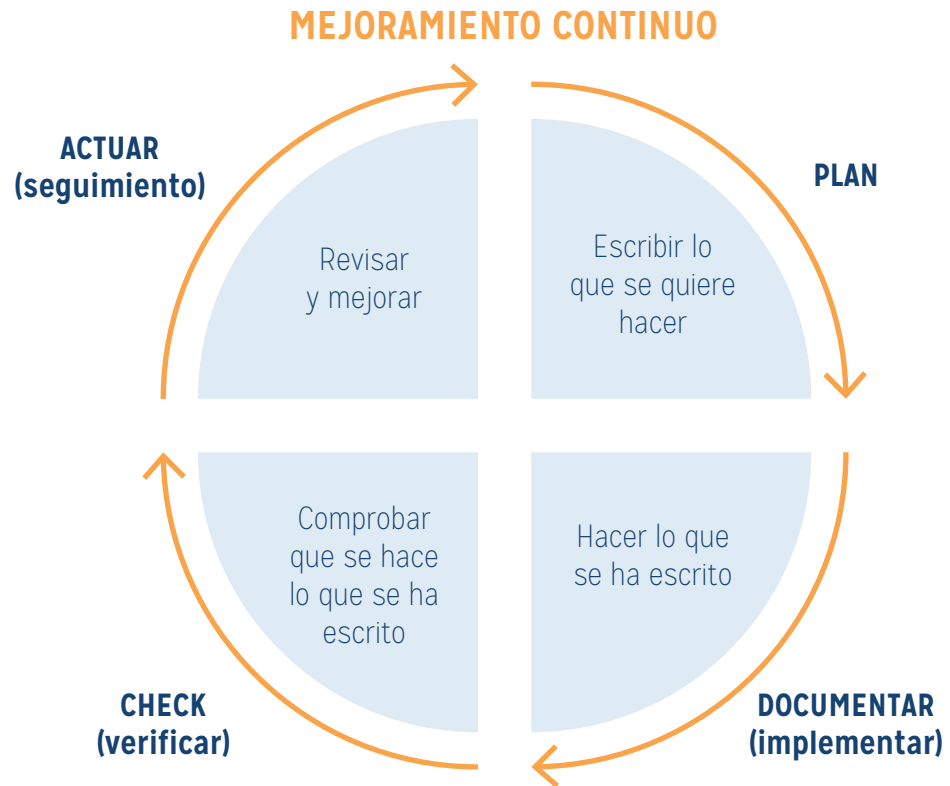 MEJORAMIENTO CONTINUO
ACTUAR
(seguimiento)
Revisar
y mejorar
PLAN
Escribir lo
que se quiere
hacer
Comprobar
que se hace
lo que se ha
escrito
CHECK
(verificar)
Hacer lo que
se ha escrito
DOCUMENTAR
(implementar)